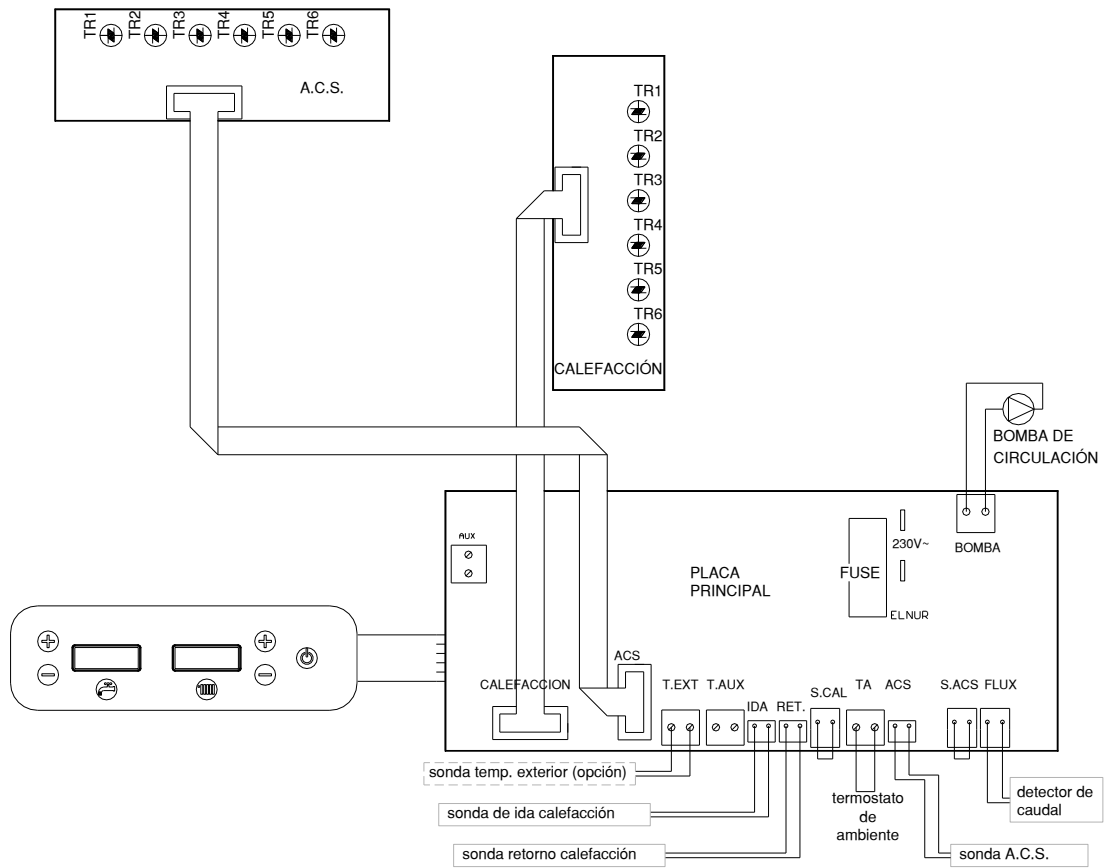 TR1 TR2 TR3 TR4 TR5 TR6
A.C.S.
TR1
TR2
TR3
TR4
TR5
TR6
CALEFACCIÓN
BOMBA DE
CIRCULACIÓN
AUX
PLACA
PRINCIPAL
FUSE
230V~
BOMBA
ELNUR
CALEFACCION
ACS
T.EXT
T.AUX
IDA
RET.
S.CAL
TA
ACS
S.ACS
FLUX
sonda temp. exterior (opción)
sonda de ida calefacción
sonda retorno calefacción
termostato
de
ambiente
sonda A.C.S.
detector de
caudal